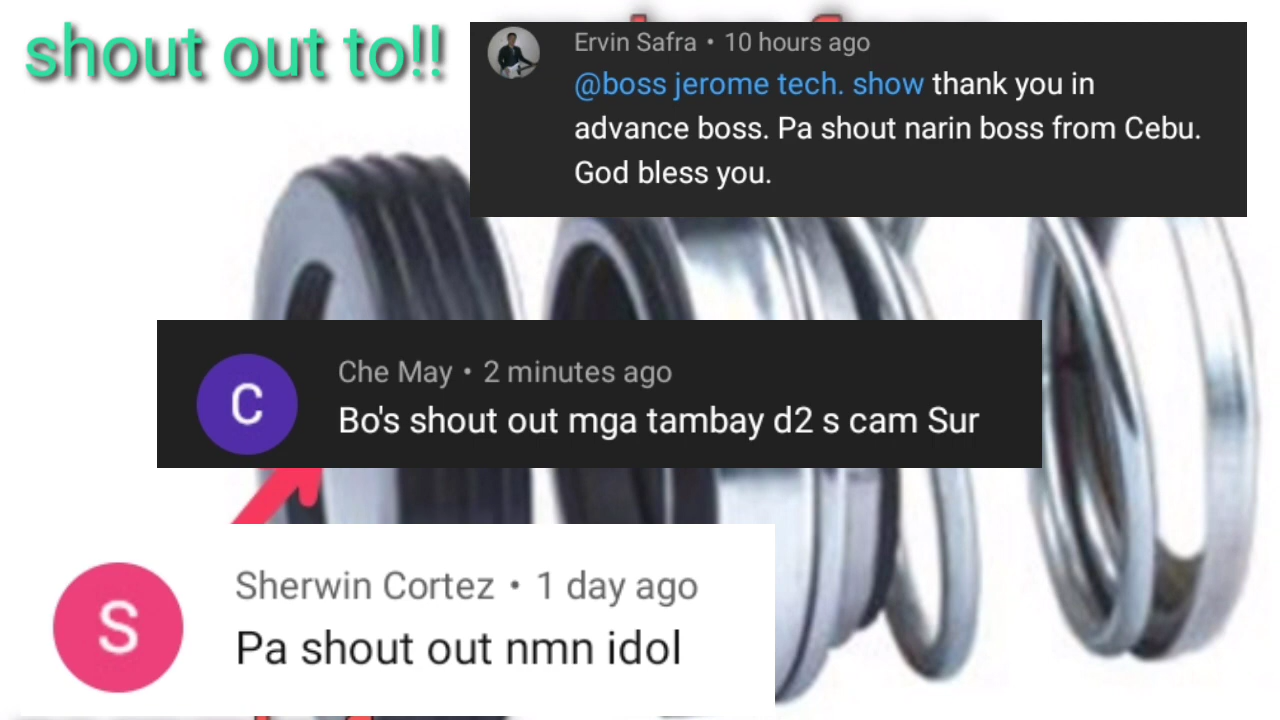 shout out to!!
Ervin Safra • 10 hours ago
@boss jerome tech. show thank you in
advance boss. Pa shout narin boss from Cebu.
God bless you.
C
Che May • 2 minutes ago
Bo's shout out mga tambay d2 s cam Sur
S
Sherwin Cortez • 1 day ago
Pa shout out nmn idol